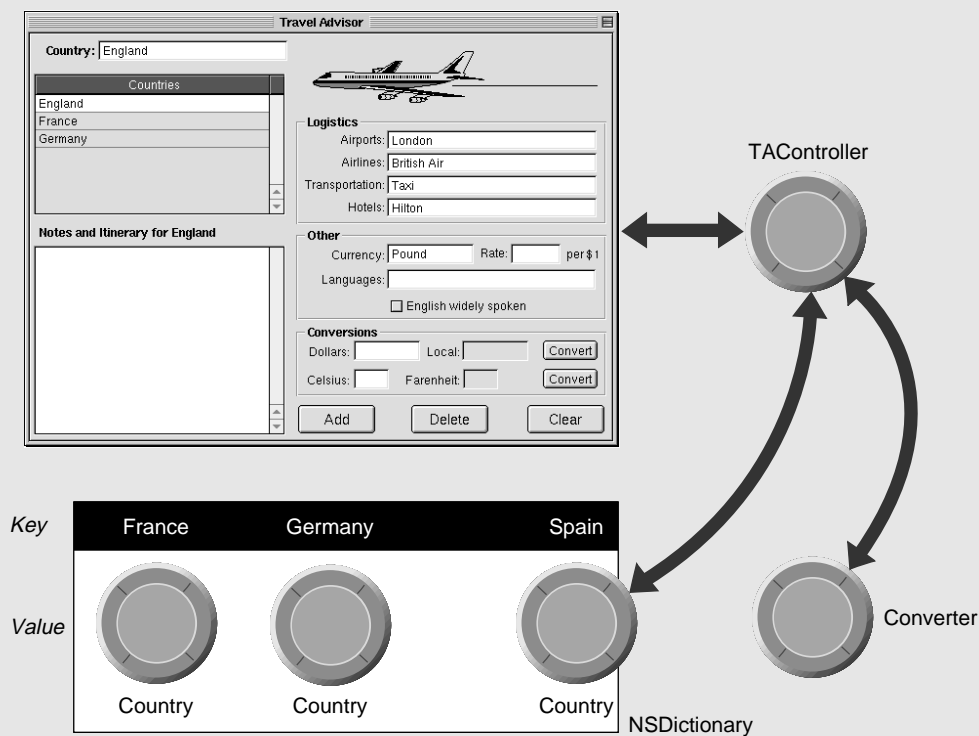 Travel Advisor
Country: England
Countries
England
France
Germany
Notes and Itinerary for England
Logistics
Airports: London
Airlines: British Air
Transportation: Taxi
Hotels: Hilton
Other
Currency: Pound Rate: per $1
Languages:
English widely spoken
Conversions
Dollars: Local: Convert
Celsius: Farenheit: Convert
Add Delete Clear
TAController
Key France Germany Spain
Value
Country Country Country
NSDictionary
Converter